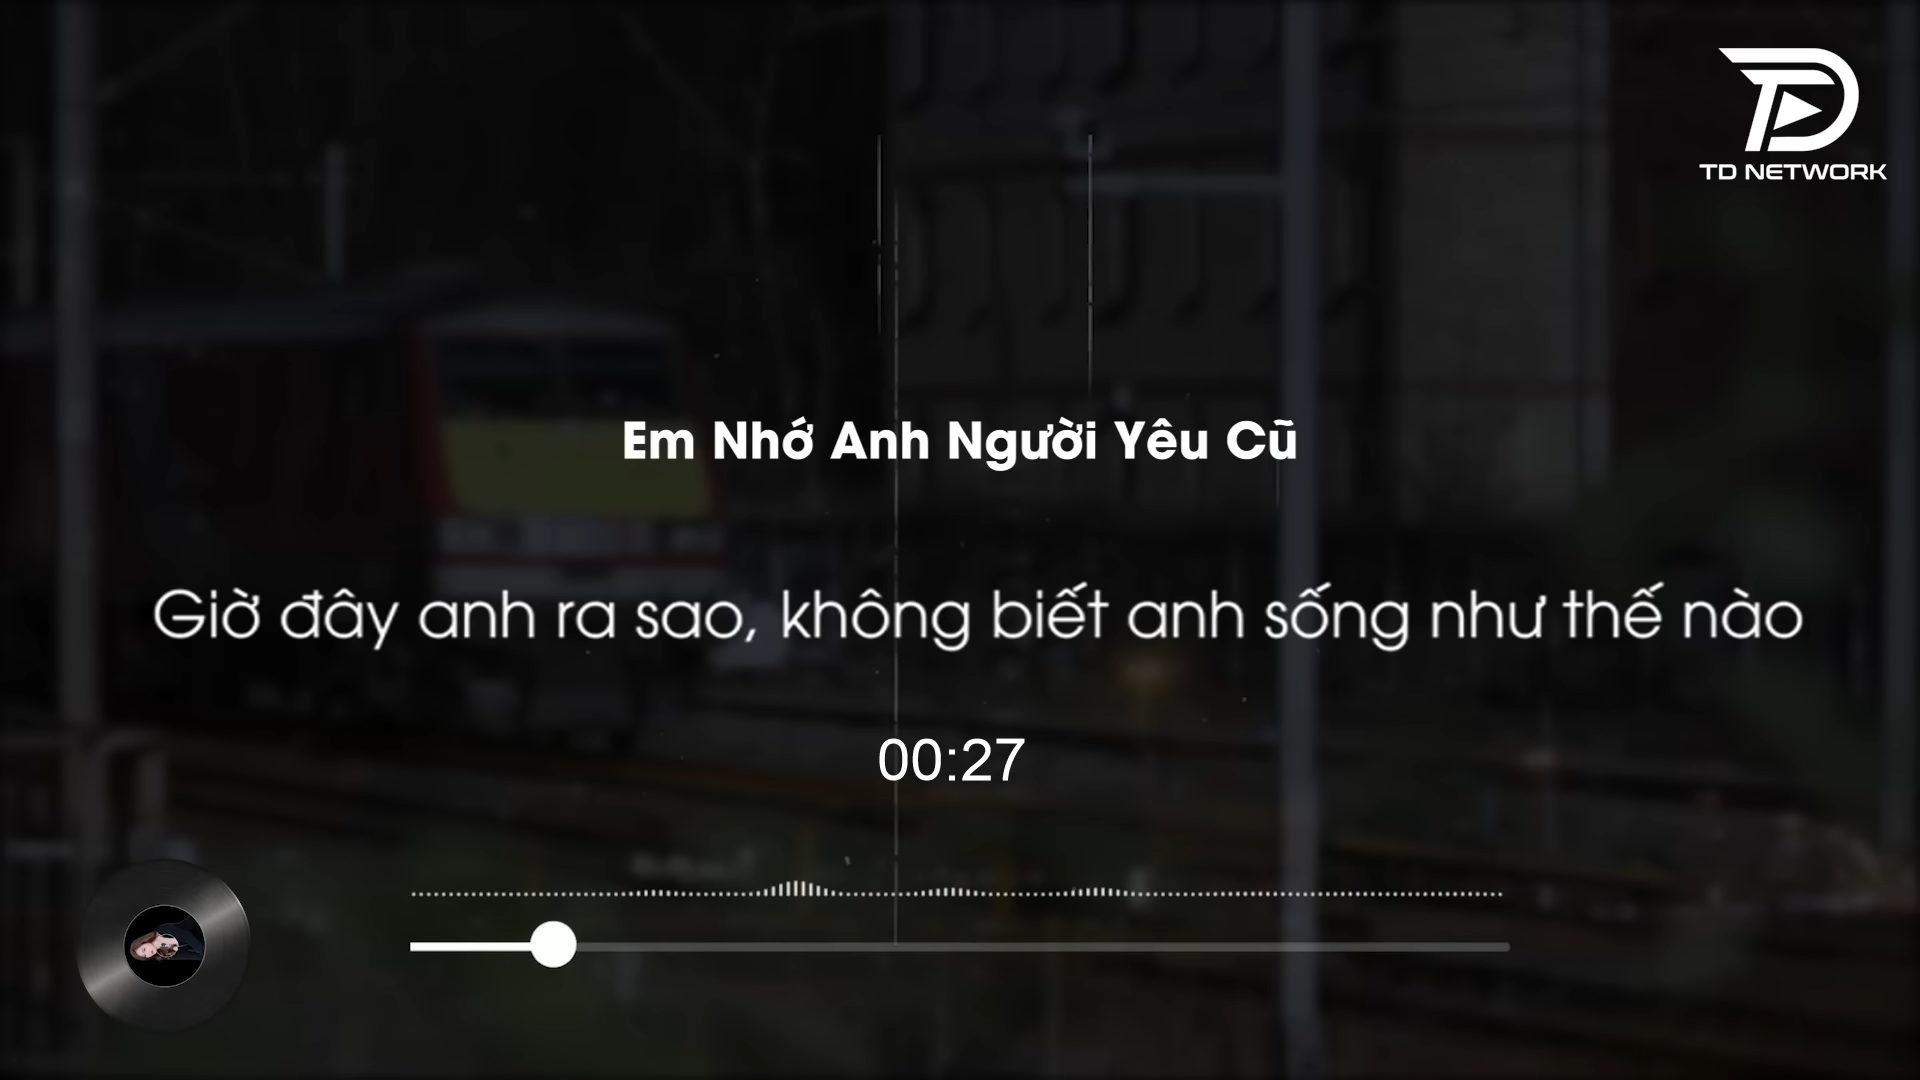 TD NETWORK
Em Nhớ Anh Người Yêu Cũ
Giờ đây anh ra sao, không biết anh sống như thế nào
00:27